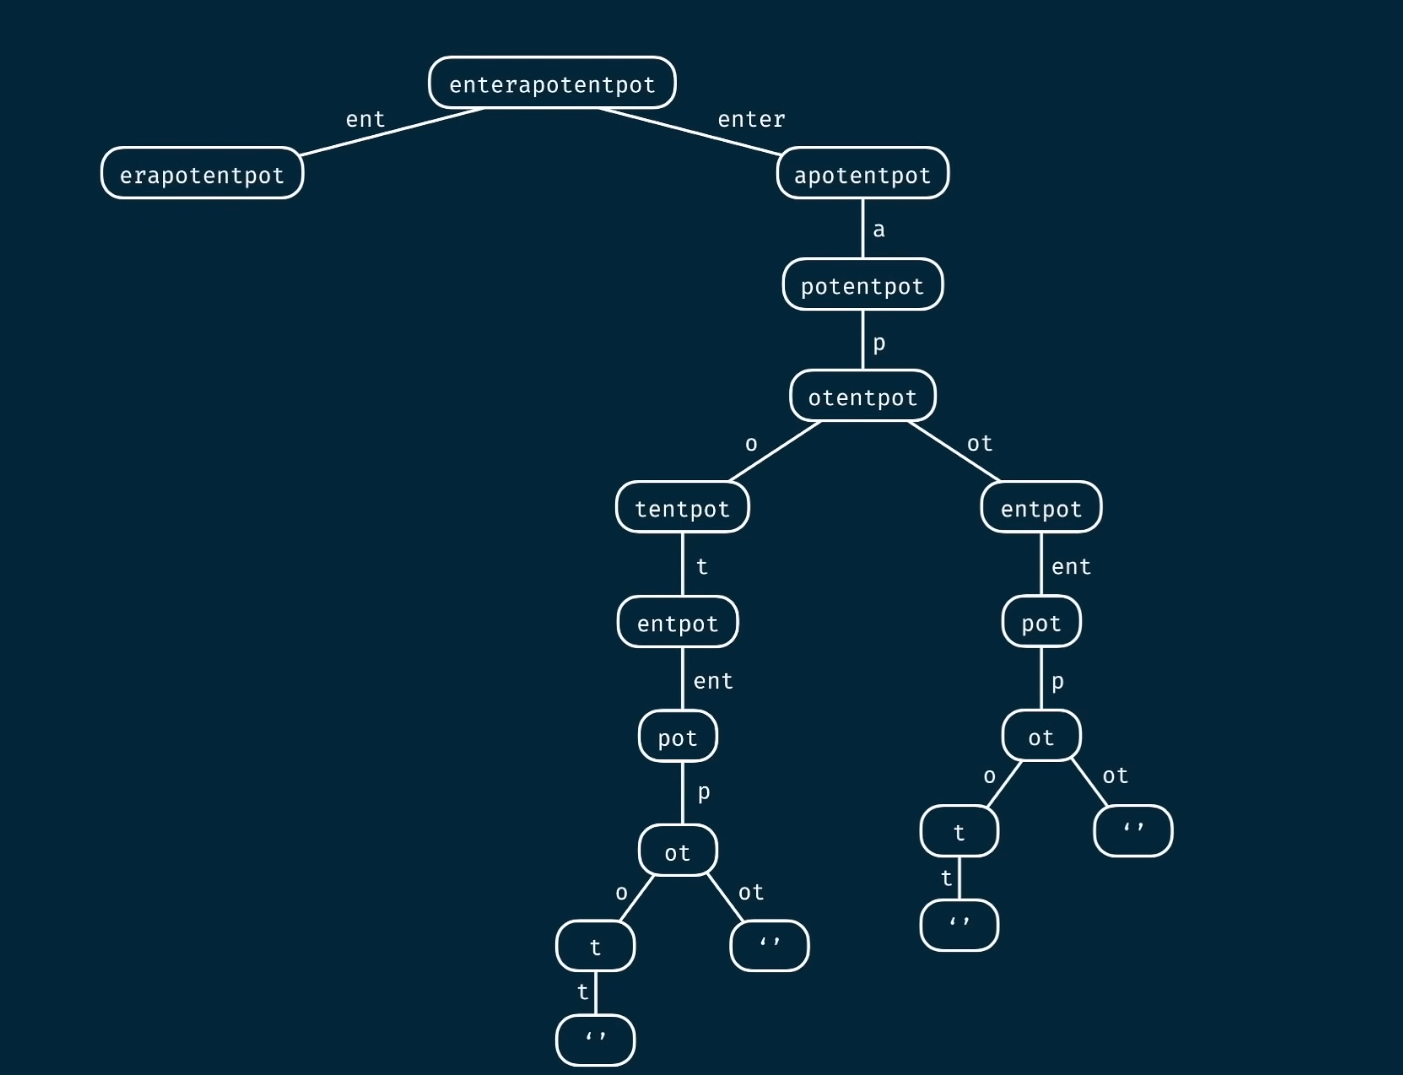 enterapotentpot
ent
enter
erapotentpot
apotentpot
a
potentpot
p
otentpot
o
ot
tentpot
entpot
t
ent
entpot
pot
ent
p
pot
ot
p
o
ot
ot
t
‘’
o
ot
t
t
‘’
‘’
t
‘’